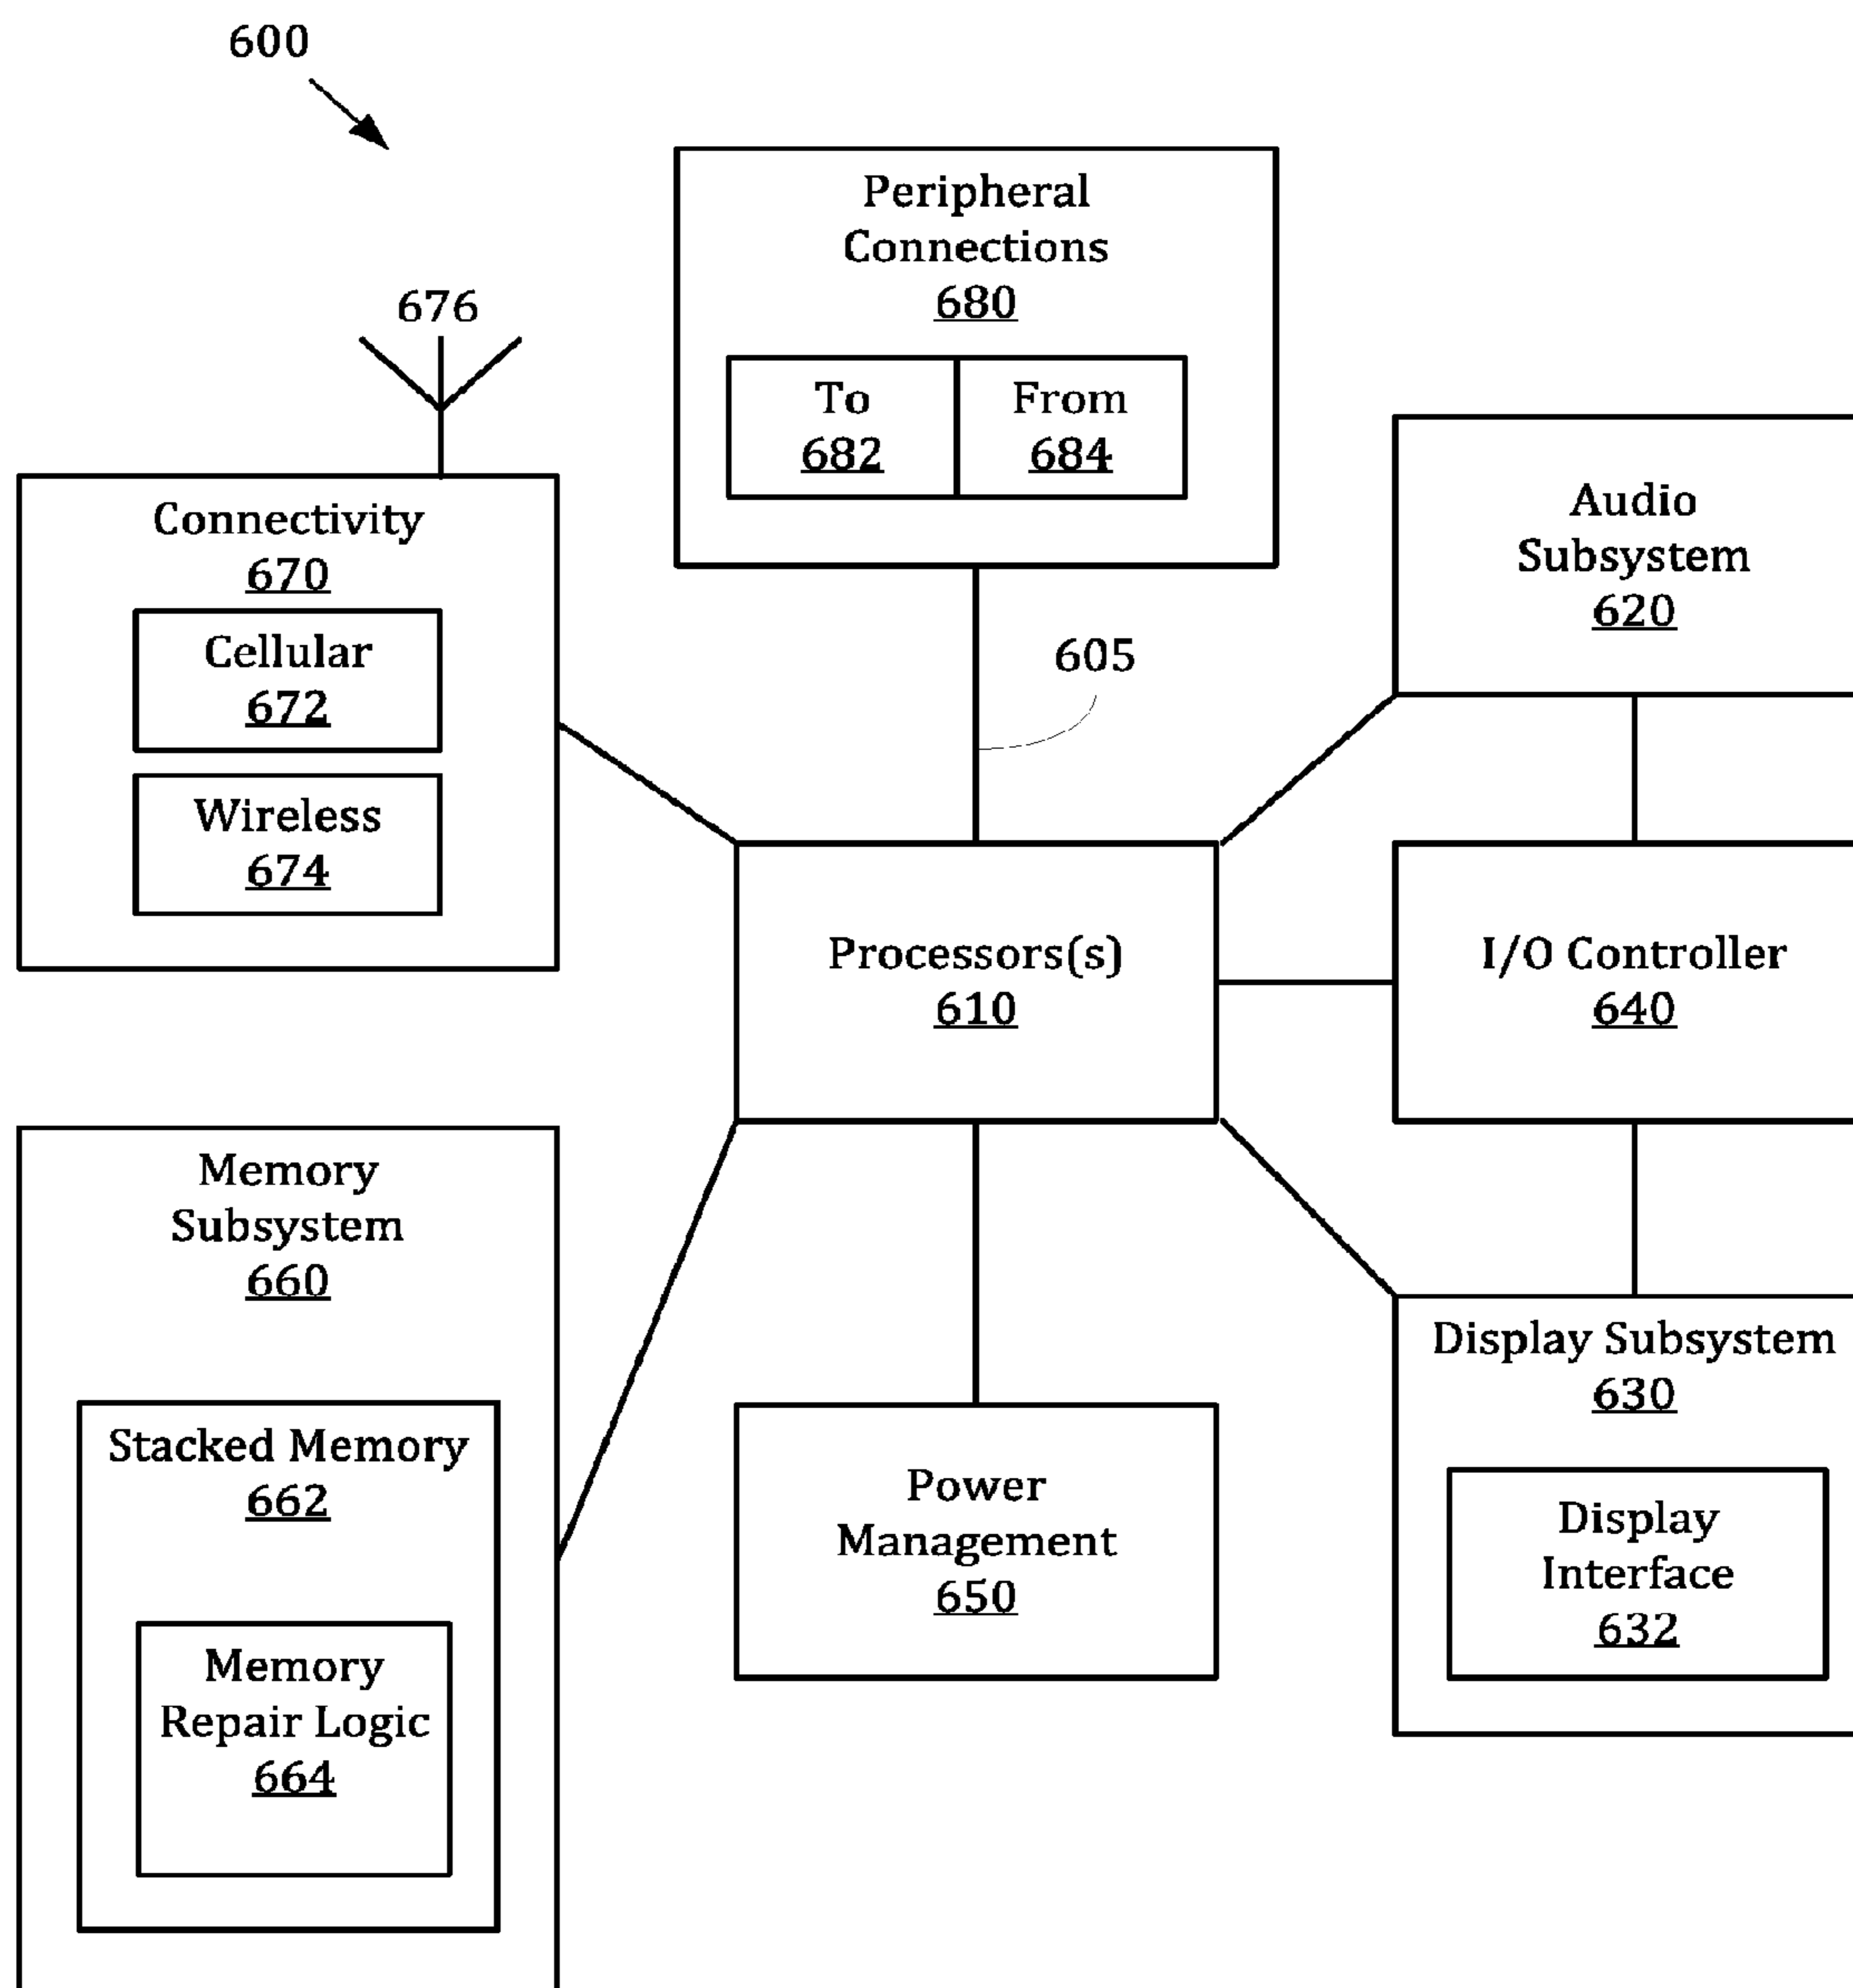 600
Peripheral
Connections
680
To
682
From
684
676
Connectivity
670
Cellular
672
Wireless
674
Audio
Subsystem
620
605
Processors(s)
610
I/O Controller
640
Memory
Subsystem
660
Stacked Memory
662
Memory
Repair Logic
664
Power
Management
650
Display Subsystem
630
Display
Interface
632